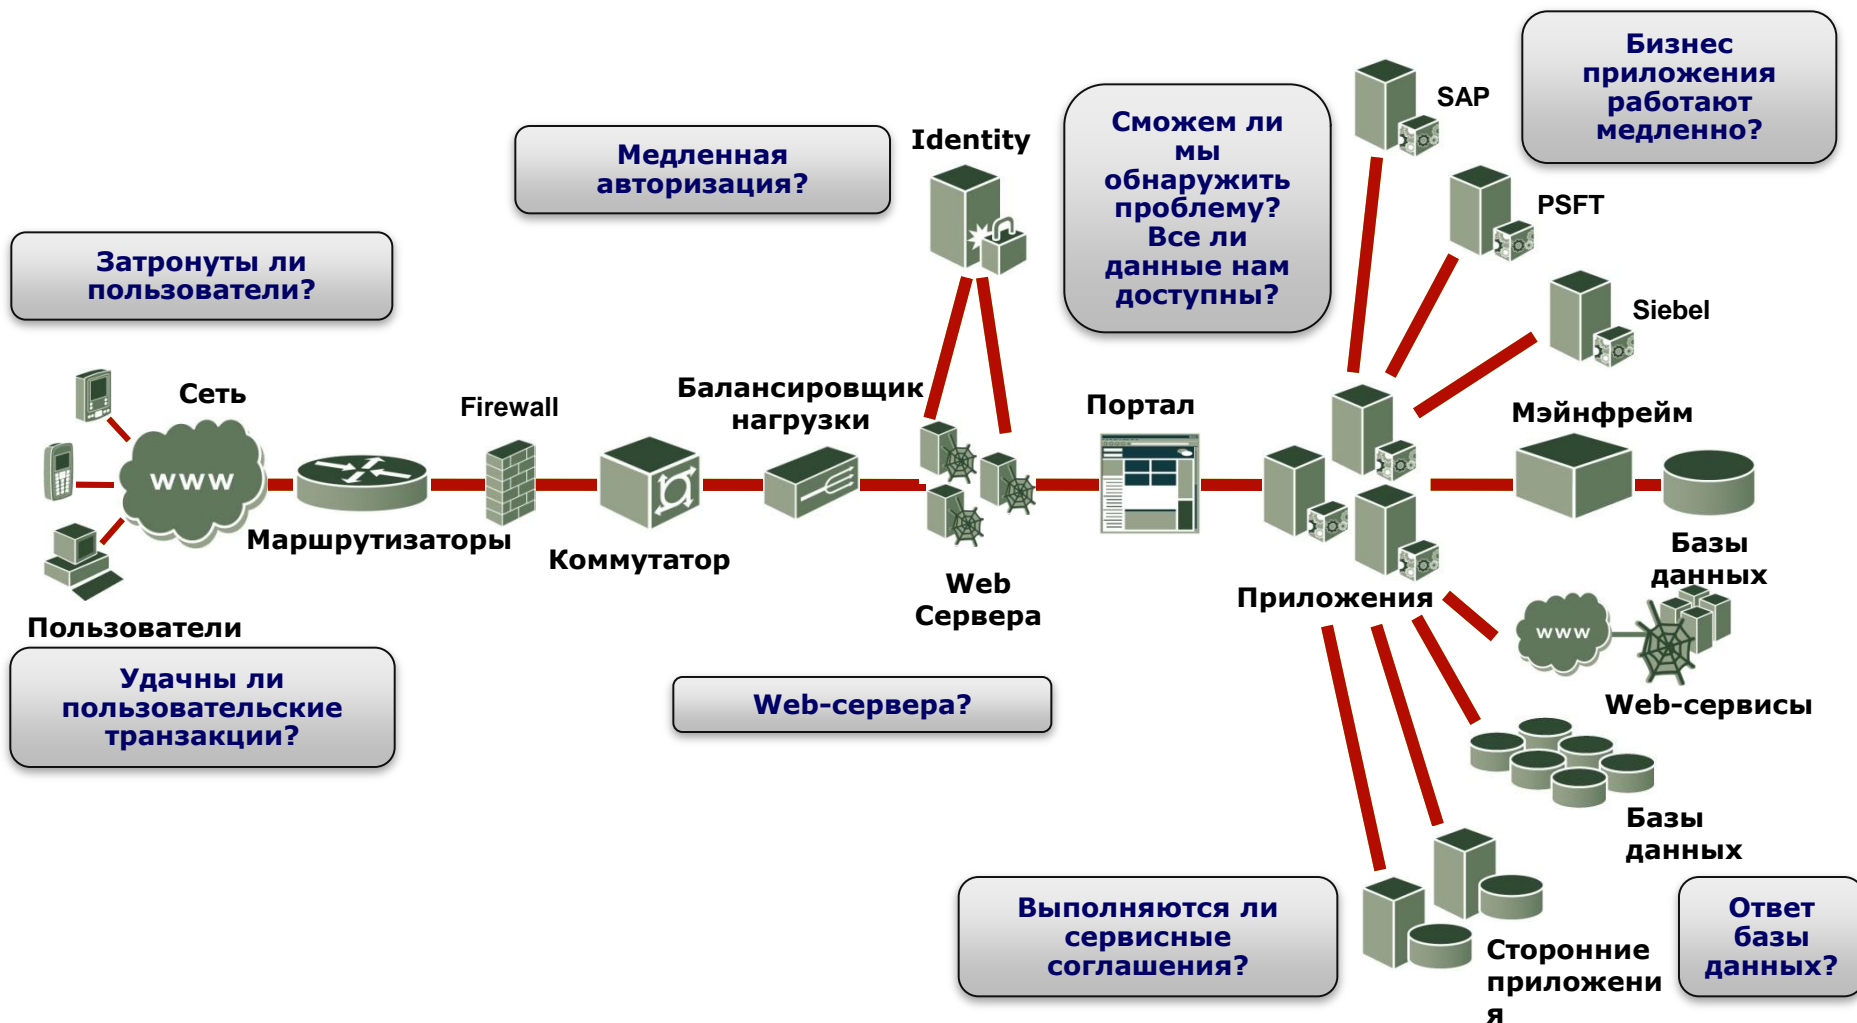 Бизнес
приложения
работают
медленно?
SAP
Сможем ли
мы
обнаружить
проблему?
Все ли
данные нам
доступны?
Identity
Медленная
авторизация?
PSFT
Затронуты ли
пользователи?
Siebel
Сеть
Firewall
Балансировщик
нагрузки
Портал
Мэйнфрейм
www
Маршрутизаторы
Коммутатор
Web
Сервера
Приложения
Базы
данных
www
Пользователи
Удачны ли
пользовательские
транзакции?
Web-сервера?
Web-сервисы
Базы
данных
Выполняются ли
сервисные
соглашения?
Сторонние
приложени
я
Ответ
базы
данных?